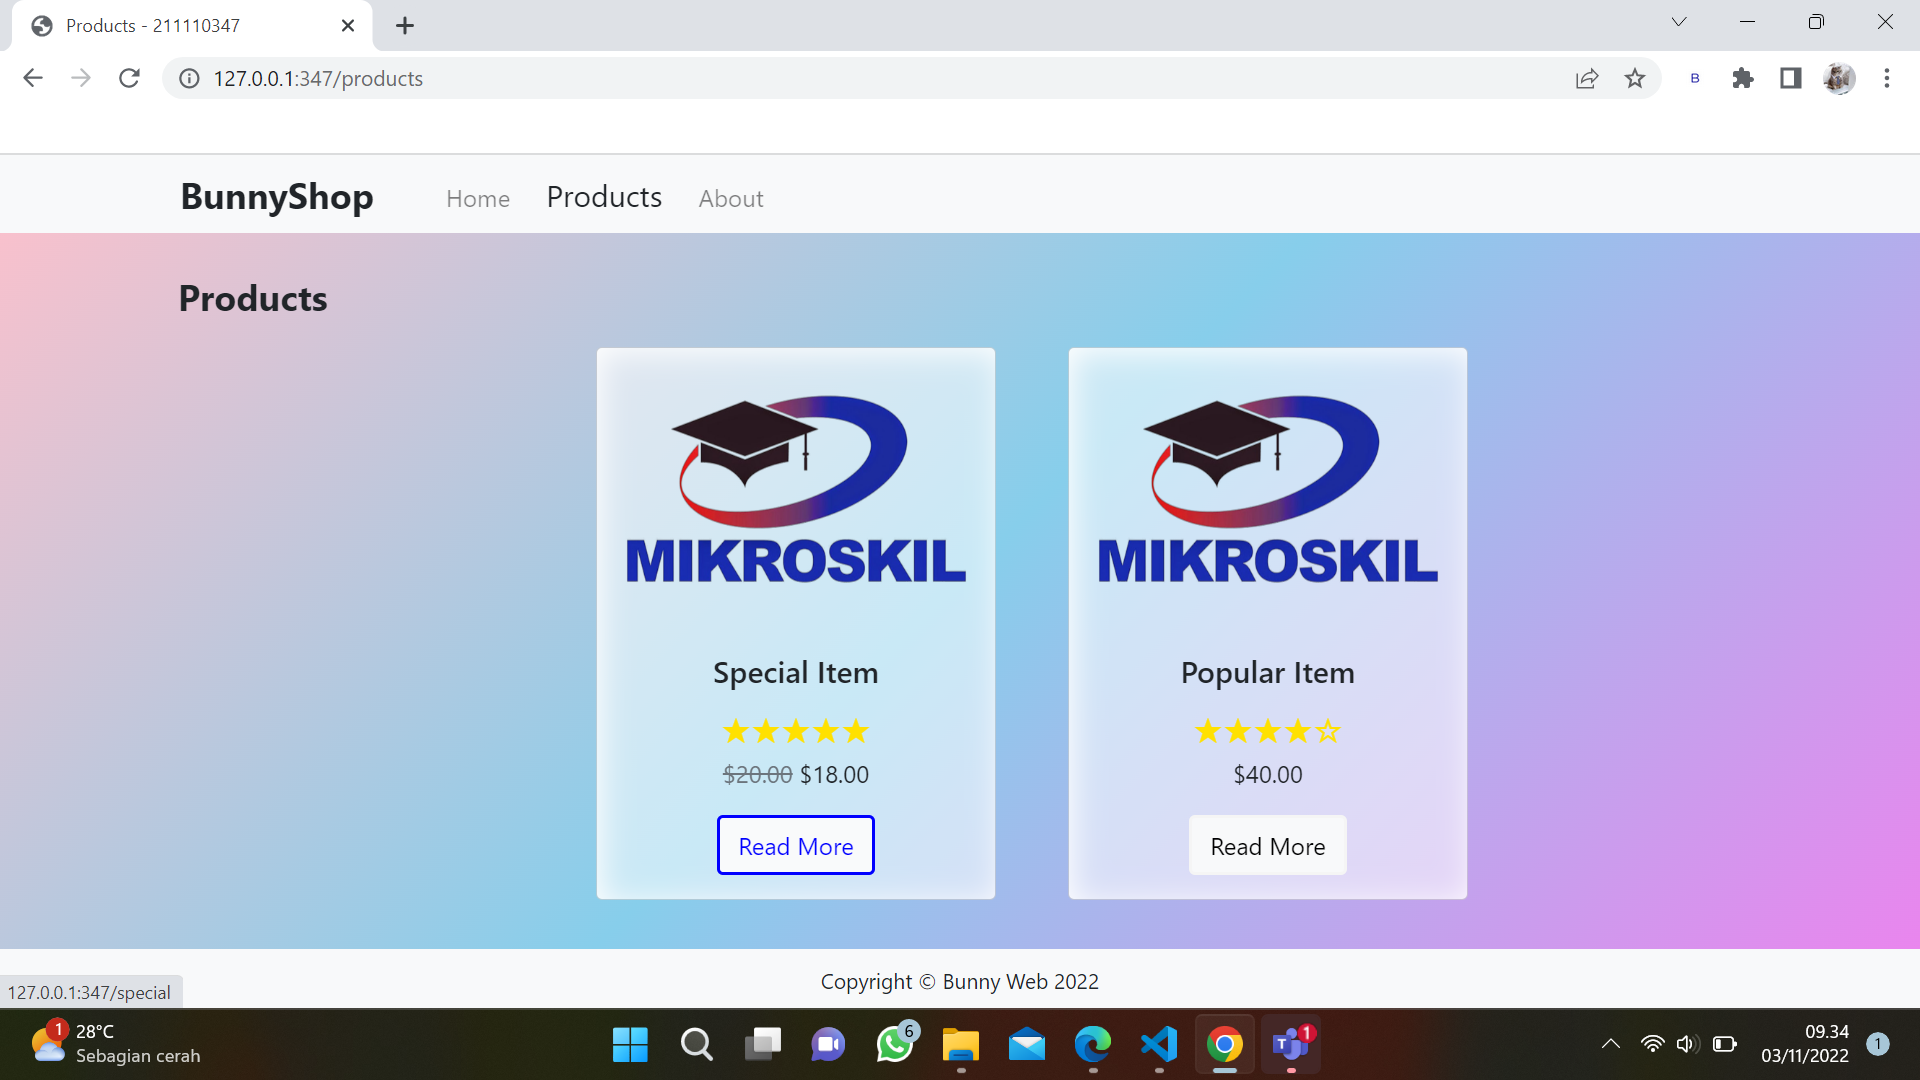 Products - 211110347
127.0.0.1:347/products
B
BunnyShop Home Products About
Products
MIKROSKIL
MIKROSKIL
Special Item
Popular Item
$20.00 $18.00
$40.00
Read More
Read More
Copyright © Bunny Web 2022
127.0.0.1:347/special
1
28°C
Sebagian cerah
6
T
1
09.34
03/11/2022
1